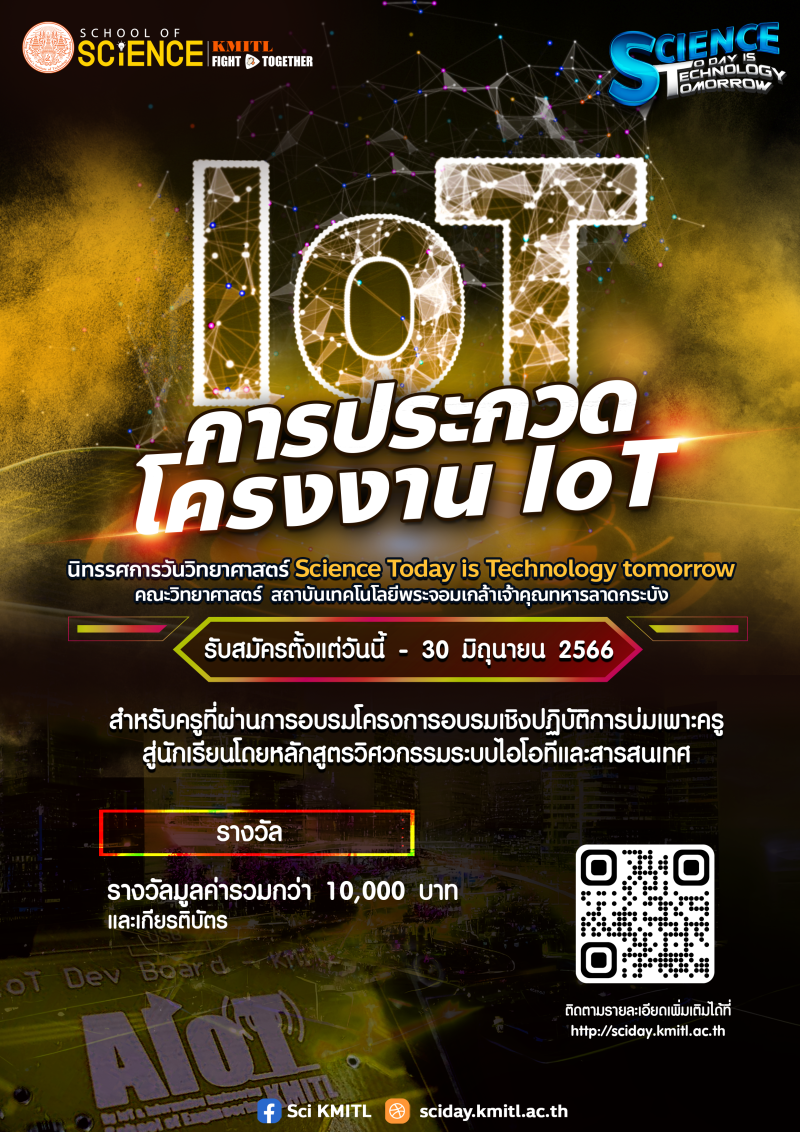 SCHOOL OF
SCiENCE
KMITL
FIGHT TOGETHER
SCIENCE
TODAY IS
TECHNOLOGY
TOMORROW
IoT
การประกวด
โครงงาน IoT
นิทรรศการวันวิทยาศาสตร์ Science Today is Technology tomorrow
คณะวิทยาศาสตร์ สถาบันเทคโนโลยีพระจอมเกล้าเจ้าคุณทหารลาดกระบัง
รับสมัครตั้งแต่วันนี้ - 30 มิถุนายน 2566
สำหรับครูที่ผ่านการอบรมโครงการอบรมเชิงปฏิบัติการบ่มเพาะครู
สู่นักเรียนโดยหลักสูตรวิศวกรรมระบบไอโอทีและสารสนเทศ
รางวัล
รางวัลมูลค่ารวมกว่า 10,000 บาท
และเกียรติบัตร
ติดตามรายละเอียดเพิ่มเติมได้ที่
http://sciday.kmitl.ac.th
IoT Dev Board - KMITL
AIoT
KMITL
Sci KMITL
sciday.kmitl.ac.th